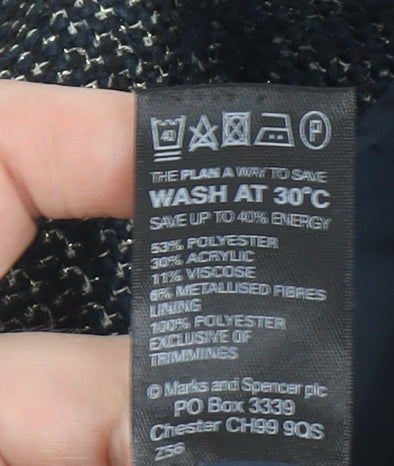 40 P
THE PLAN A WAY TO SAVE
WASH AT 30°C
SAVE UP TO 40% ENERGY
53% POLYESTER
30% ACRYLIC
11% VISCOSE
6% METALLISED FIBRES
LINING
100% POLYESTER
EXCLUSIVE OF
TRIMMINGS
© Marks and Spencer plc
PO Box 3339
Chester CH99 9QS
Z56